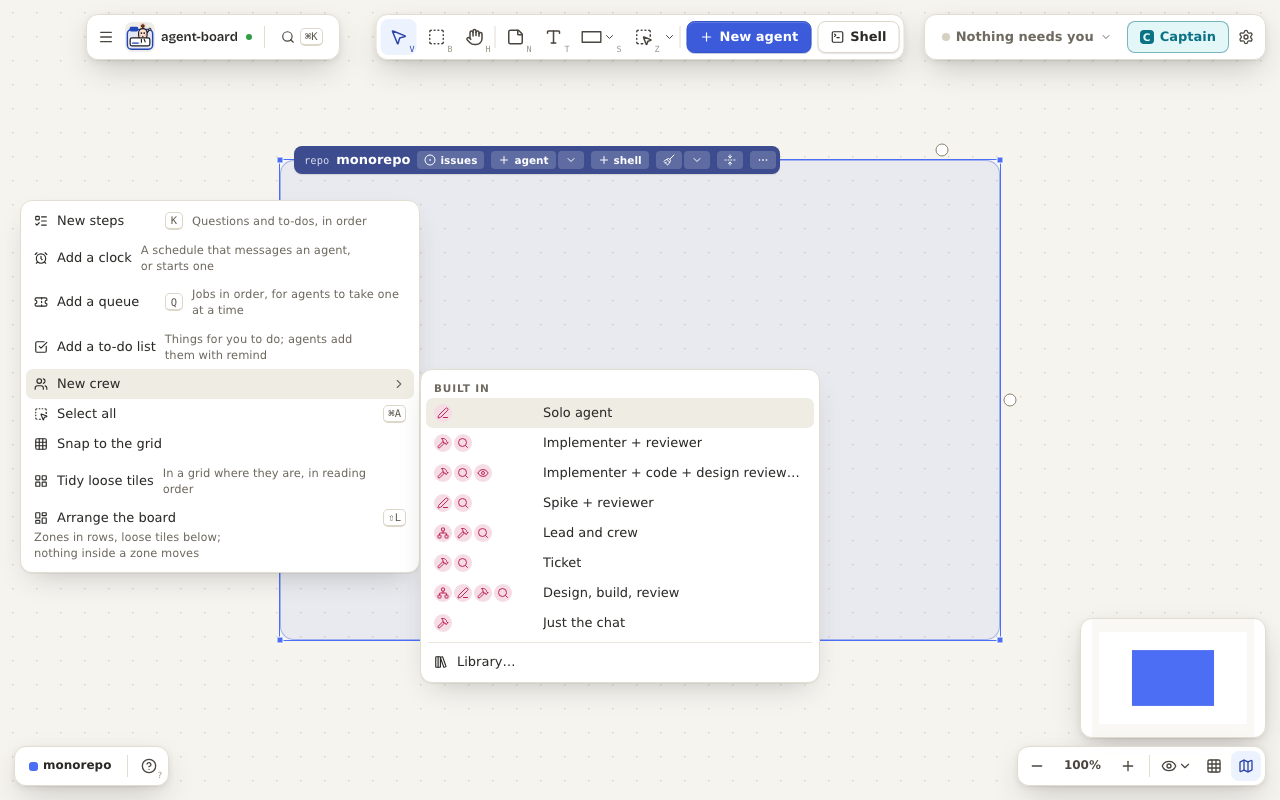 agent-board
⌘K
V
B
H
N
T
S
Z
+ New agent
Shell
Nothing needs you
C Captain
repo monorepo
issues
+ agent
+ shell
New steps
K
Questions and to-dos, in order
Add a clock
A schedule that messages an agent,
or starts one
Add a queue
Q
Jobs in order, for agents to take one
at a time
Add a to-do list
Things for you to do; agents add
them with remind
New crew
Select all
⌘A
Snap to the grid
Tidy loose tiles
In a grid where they are, in reading
order
Arrange the board
⇧L
Zones in rows, loose tiles below;
nothing inside a zone moves
BUILT IN
Solo agent
Implementer + reviewer
Implementer + code + design review…
Spike + reviewer
Lead and crew
Ticket
Design, build, review
Just the chat
Library…
monorepo
?
100%